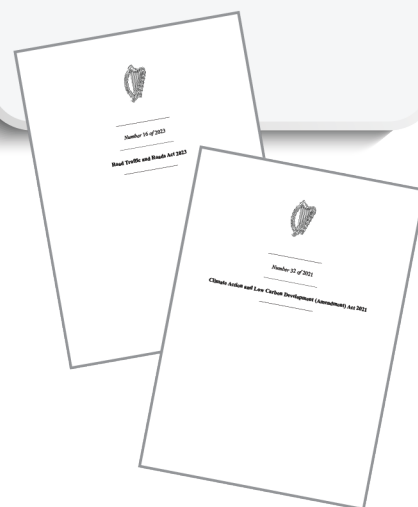 Number 16 of 2023
Road Traffic and Roads Act 2023
Number 32 of 2021
Climate Action and Low Carbon Development (Amendment) Act 2021